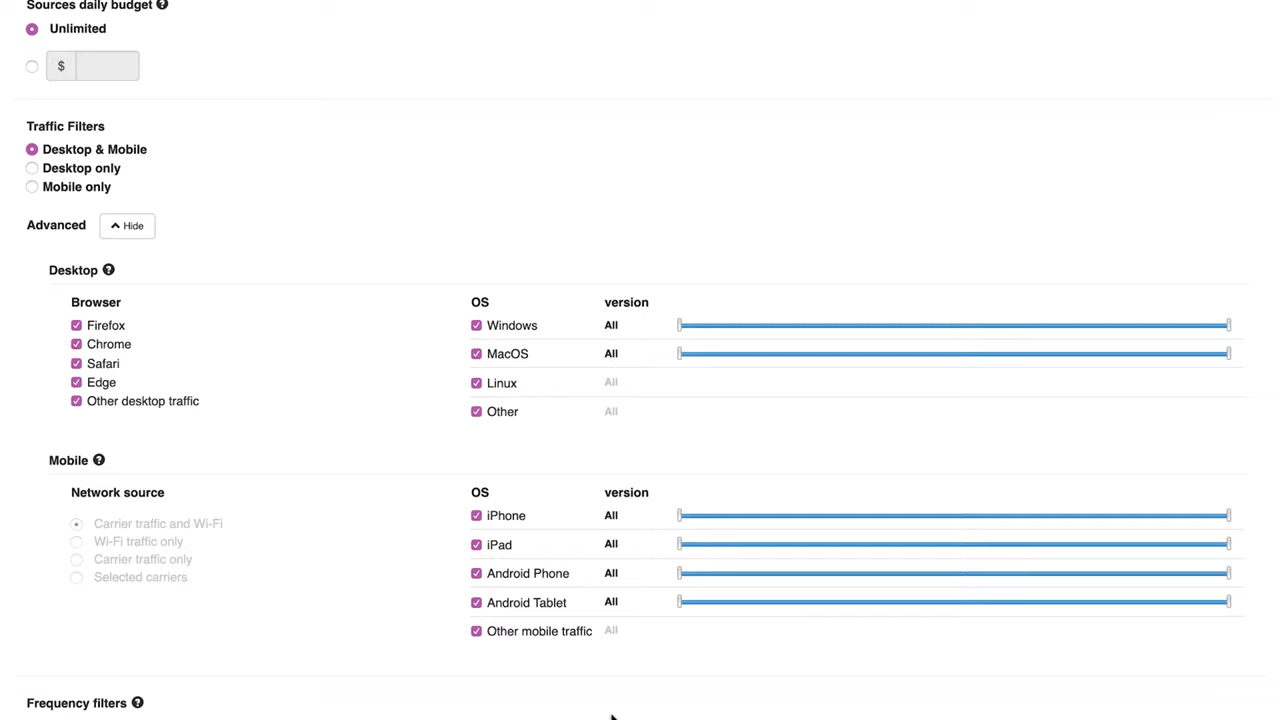 Sources daily budget ?
Unlimited
$
Traffic Filters
Desktop & Mobile
Desktop only
Mobile only
Advanced Hide
Desktop ?
Browser OS version
Firefox Windows All
Chrome
MacOS All
Safari
Edge Linux All
Other desktop traffic
Other All
Mobile ?
Network source OS version
iPhone All
Carrier traffic and Wi-Fi
Wi-Fi traffic only iPad All
Carrier traffic only
Android Phone All
Selected carriers
Android Tablet All
Other mobile traffic All
Frequency filters ?